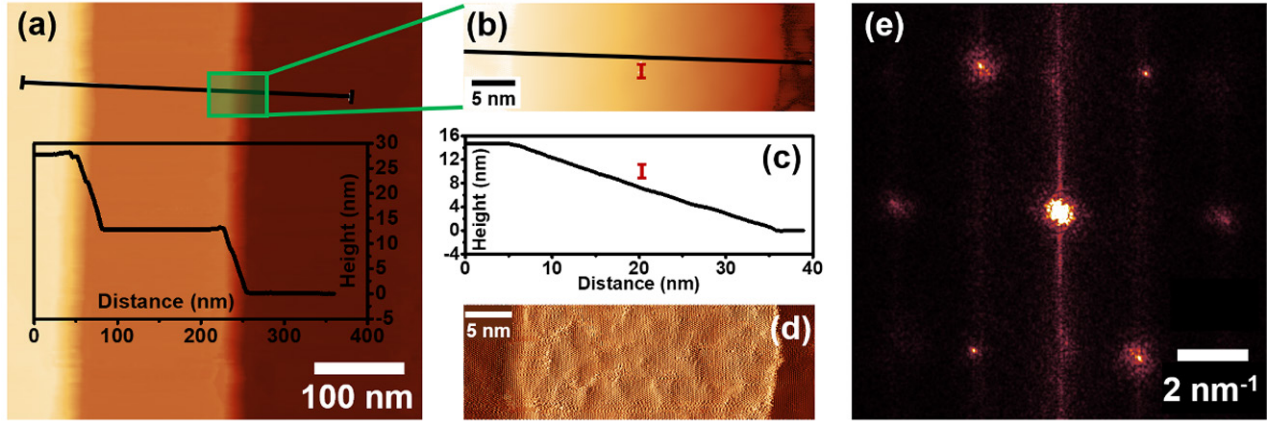 (a)
30
25
20
15
10
5
0
-5
Height (nm)
Distance (nm)
0 100 200 300 400
100 nm
(b)
I
5 nm
16
12
8
4
0
-4
Height (nm)
I
(c)
0 10 20 30 40
Distance (nm)
5 nm
(d)
(e)
2 nm-1